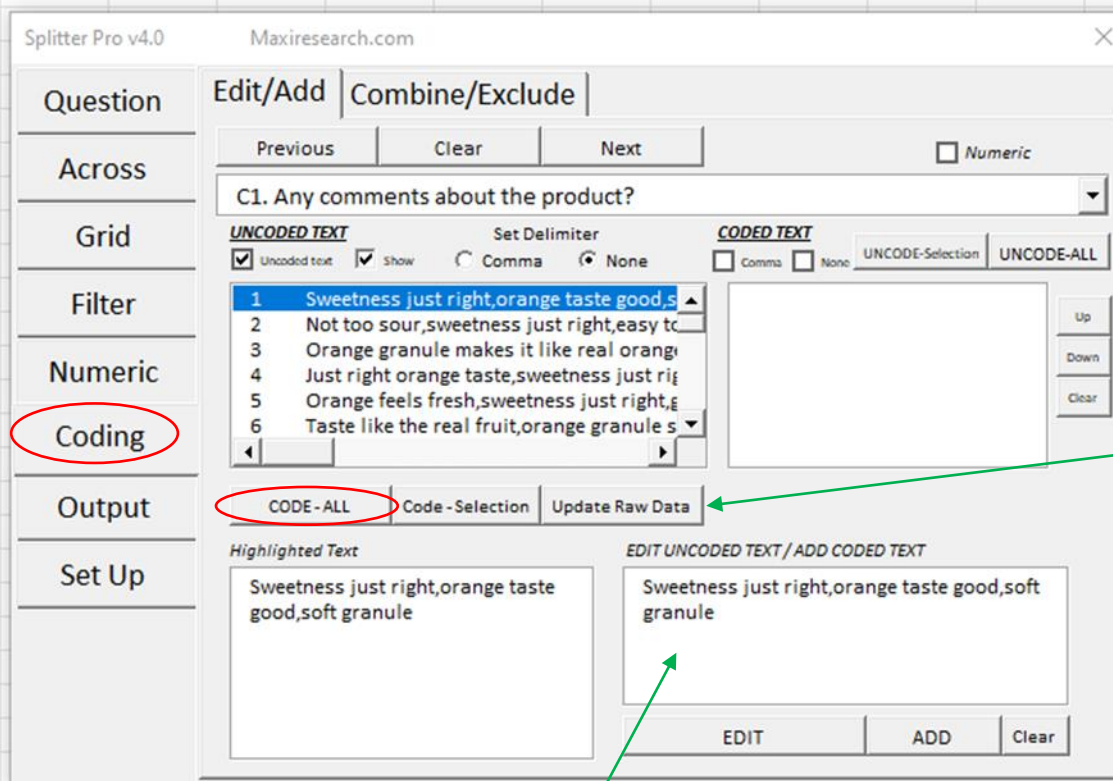 Splitter Pro v4.0 Maxiresearch.com
Question
Across
Grid
Filter
Numeric
Coding
Output
Set Up
Edit/Add Combine/Exclude
Previous Clear Next Numeric
C1. Any comments about the product?
UNCODED TEXT Set Delimiter CODED TEXT
Uncoded text Show Comma None Comma None UNCODE-Selection UNCODE-ALL
1 Sweetness just right,orange taste good,s
2 Not too sour,sweetness just right,easy to
3 Orange granule makes it like real orange
4 Just right orange taste,sweetness just rig
5 Orange feels fresh,sweetness just right,g
6 Taste like the real fruit,orange granule s
Up
Down
Clear
CODE-ALL Code-Selection Update Raw Data
Highlighted Text
Sweetness just right,orange taste
good,soft granule
EDIT UNCODED TEXT / ADD CODED TEXT
Sweetness just right,orange taste good,soft
granule
EDIT ADD Clear